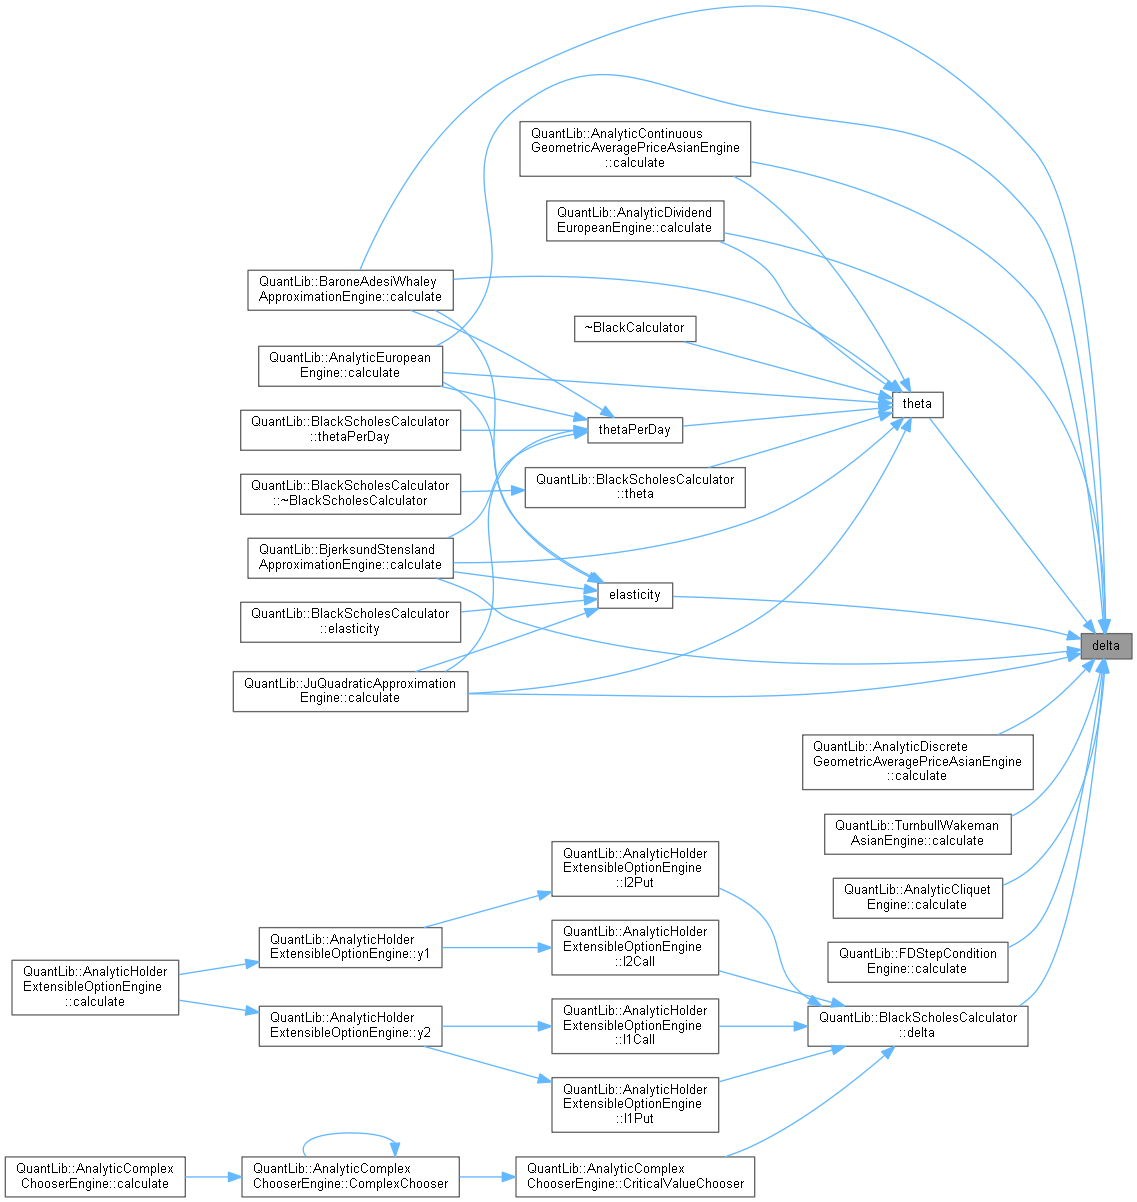 QuantLib::AnalyticContinuous
GeometricAveragePriceAsianEngine
::calculate
QuantLib::AnalyticDividend
EuropeanEngine::calculate
QuantLib::BaroneAdesiWhaley
ApproximationEngine::calculate
~BlackCalculator
QuantLib::AnalyticEuropean
Engine::calculate
theta
QuantLib::BlackScholesCalculator
::thetaPerDay
thetaPerDay
QuantLib::BlackScholesCalculator
::theta
QuantLib::BlackScholesCalculator
::~BlackScholesCalculator
QuantLib::BjerksundStensland
ApproximationEngine::calculate
elasticity
QuantLib::BlackScholesCalculator
::elasticity
delta
QuantLib::JuQuadraticApproximation
Engine::calculate
QuantLib::AnalyticDiscrete
GeometricAveragePriceAsianEngine
::calculate
QuantLib::TurnbullWakeman
AsianEngine::calculate
QuantLib::AnalyticHolder
ExtensibleOptionEngine
::I2Put
QuantLib::AnalyticCliquet
Engine::calculate
QuantLib::AnalyticHolder
ExtensibleOptionEngine::y1
QuantLib::AnalyticHolder
ExtensibleOptionEngine
::I2Call
QuantLib::FDStepCondition
Engine::calculate
QuantLib::AnalyticHolder
ExtensibleOptionEngine
::calculate
QuantLib::AnalyticHolder
ExtensibleOptionEngine::y2
QuantLib::AnalyticHolder
ExtensibleOptionEngine
::I1Call
QuantLib::BlackScholesCalculator
::delta
QuantLib::AnalyticHolder
ExtensibleOptionEngine
::I1Put
QuantLib::AnalyticComplex
ChooserEngine::calculate
QuantLib::AnalyticComplex
ChooserEngine::ComplexChooser
QuantLib::AnalyticComplex
ChooserEngine::CriticalValueChooser